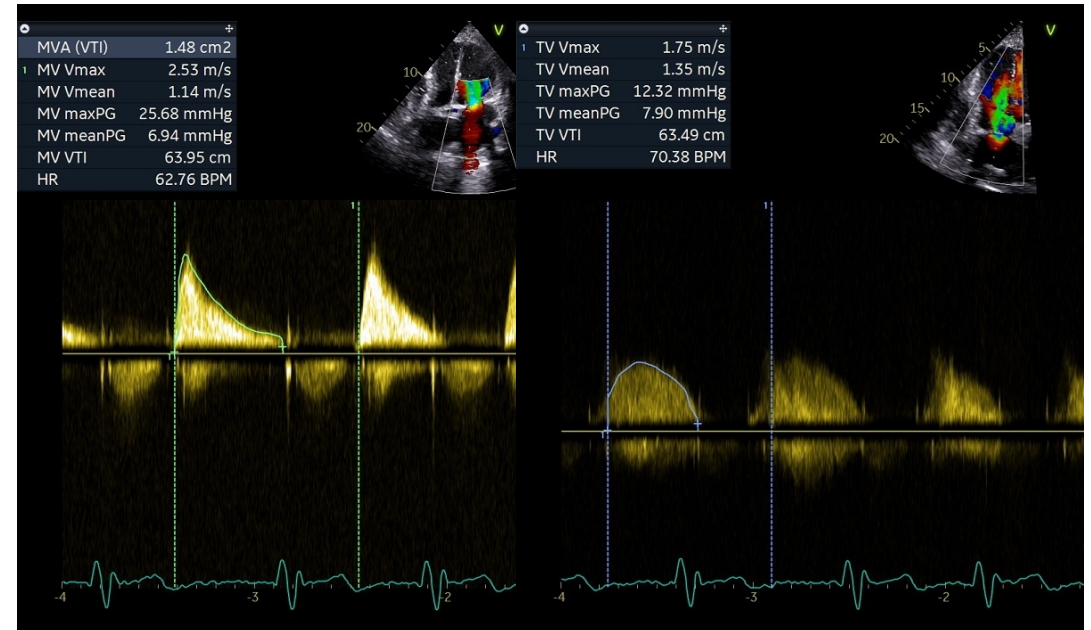 MVA (VTI) 1.48 cm2
1 MV Vmax 2.53 m/s
MV Vmean 1.14 m/s
MV maxPG 25.68 mmHg
MV meanPG 6.94 mmHg
MV VTI 63.95 cm
HR 62.76 BPM
V
10
20
1
1
-4
-3
-2
1 TV Vmax 1.75 m/s
TV Vmean 1.35 m/s
TV maxPG 12.32 mmHg
TV meanPG 7.90 mmHg
TV VTI 63.49 cm
HR 70.38 BPM
V
5
10
15
20
1
1
-4
-3
-2